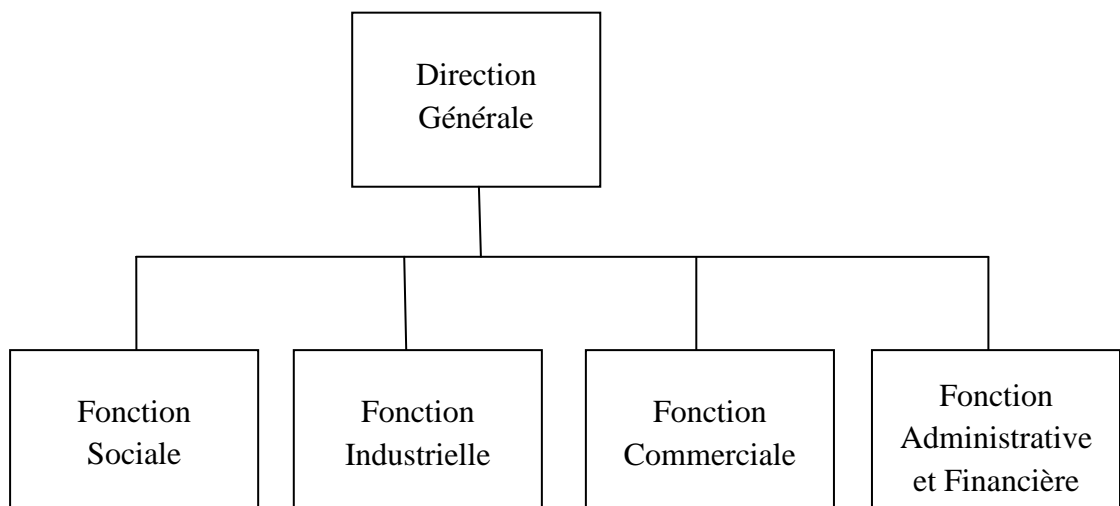 Direction
Générale
Fonction
Sociale
Fonction
Industrielle
Fonction
Commerciale
Fonction
Administrative
et Financière